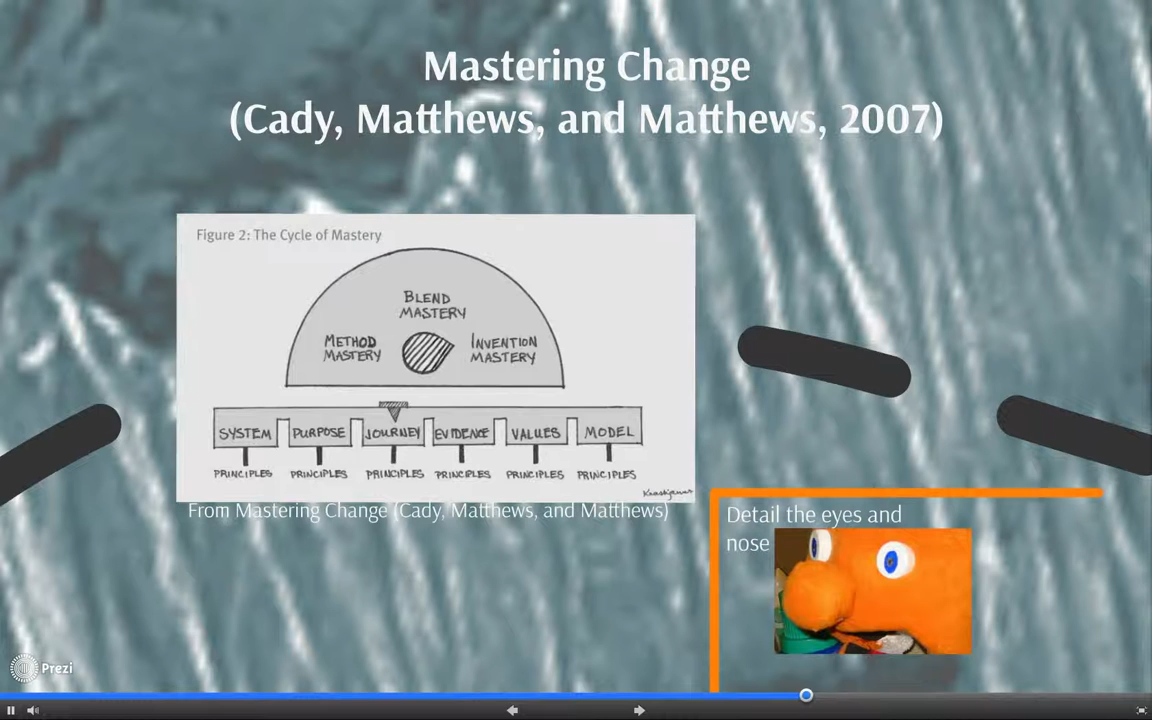 Mastering Change
(Cady, Matthews, and Matthews, 2007)
Figure 2: The Cycle of Mastery
BLEND
MASTERY
METHOD
MASTERY
INVENTION
MASTERY
SYSTEM PURPOSE JOURNEY EVIDENCE VALUES MODEL
PRINCIPLES PRINCIPLES PRINCIPLES PRINCIPLES PRINCIPLES PRINCIPLES
From Mastering Change (Cady, Matthews, and Matthews)
Detail the eyes and
nose
Prezi